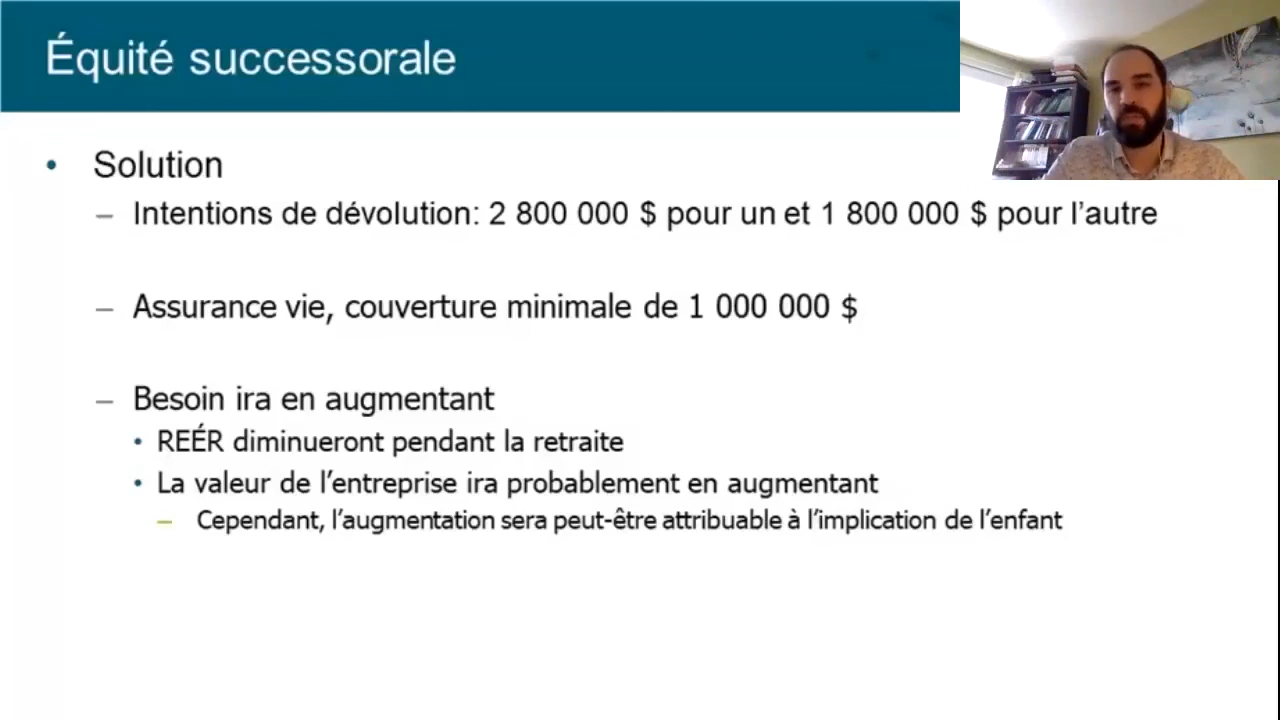 Équité successorale
• Solution
– Intentions de dévolution: 2 800 000 $ pour un et 1 800 000 $ pour l’autre
– Assurance vie, couverture minimale de 1 000 000 $
– Besoin ira en augmentant
• REÉR diminueront pendant la retraite
• La valeur de l’entreprise ira probablement en augmentant
– Cependant, l’augmentation sera peut-être attribuable à l’implication de l’enfant